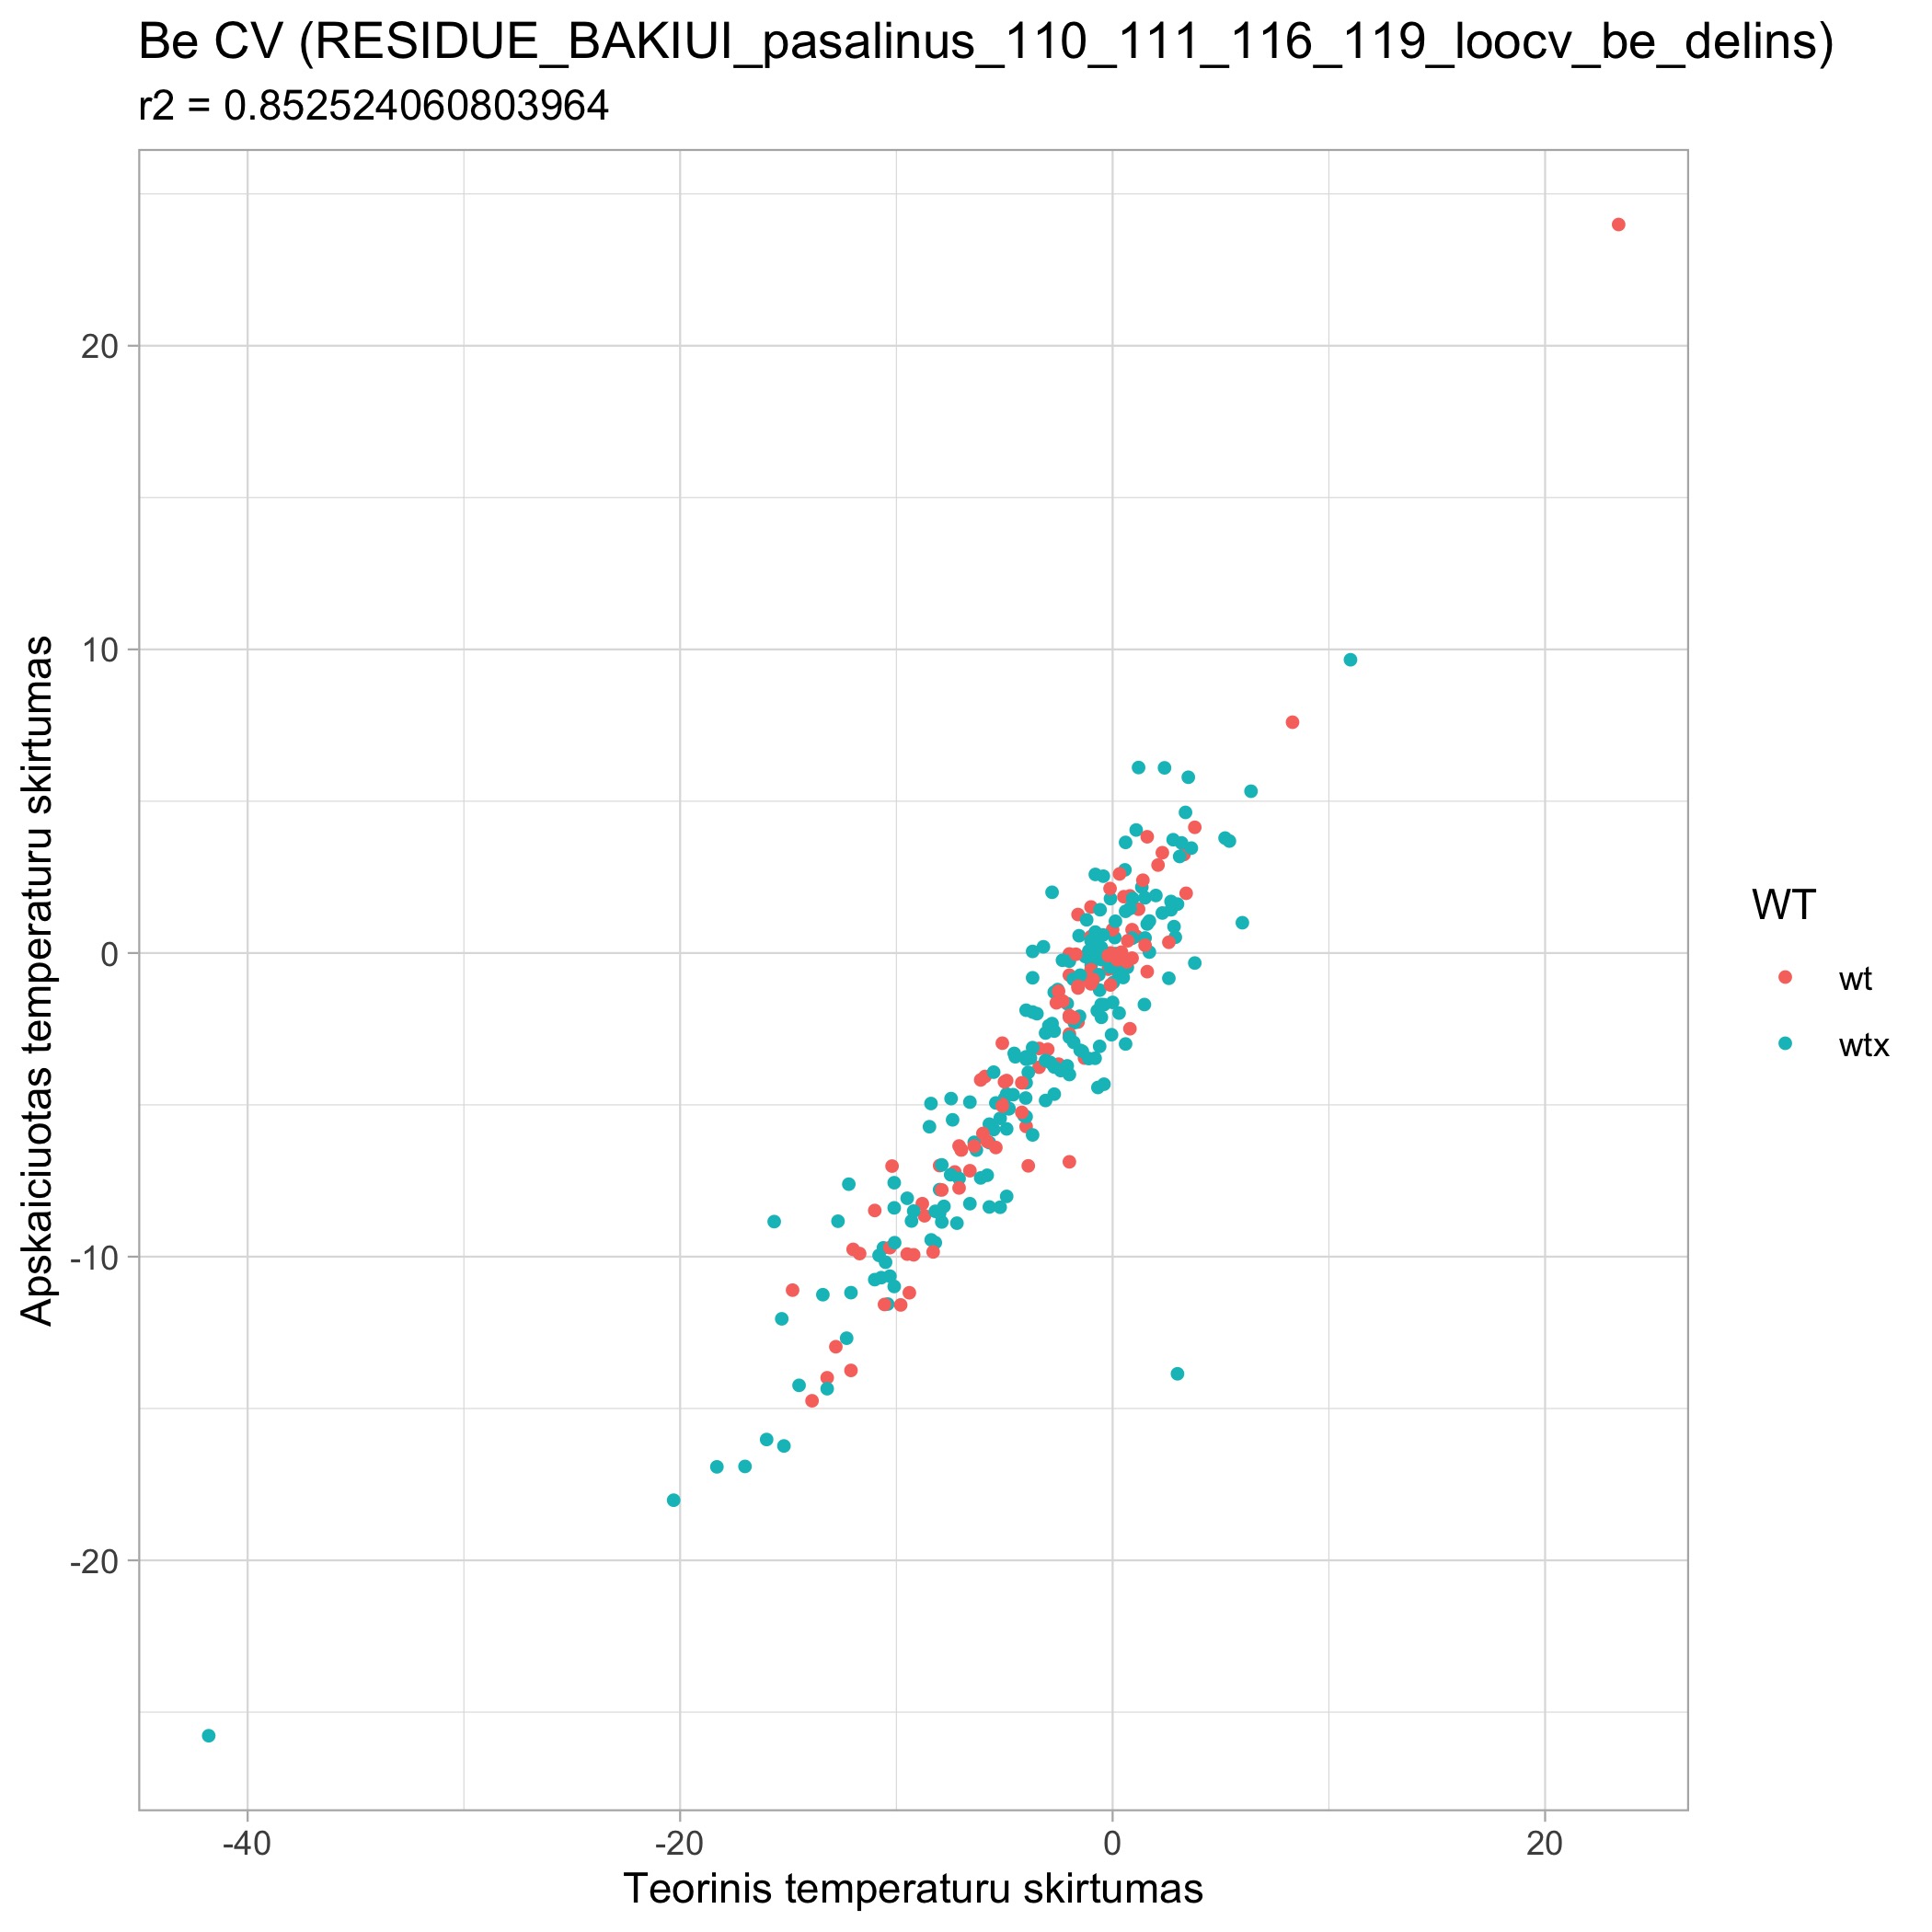 Be CV (RESIDUE_BAKIUI_pasalinus_110_111_116_119_loocv_be_delins)
r2 = 0.852524060803964
Apskaiciuotas temperaturu skirtumas
20
10
0
-10
-20
-40
-20
0
20
Teorinis temperaturu skirtumas
WT
wt
wtx